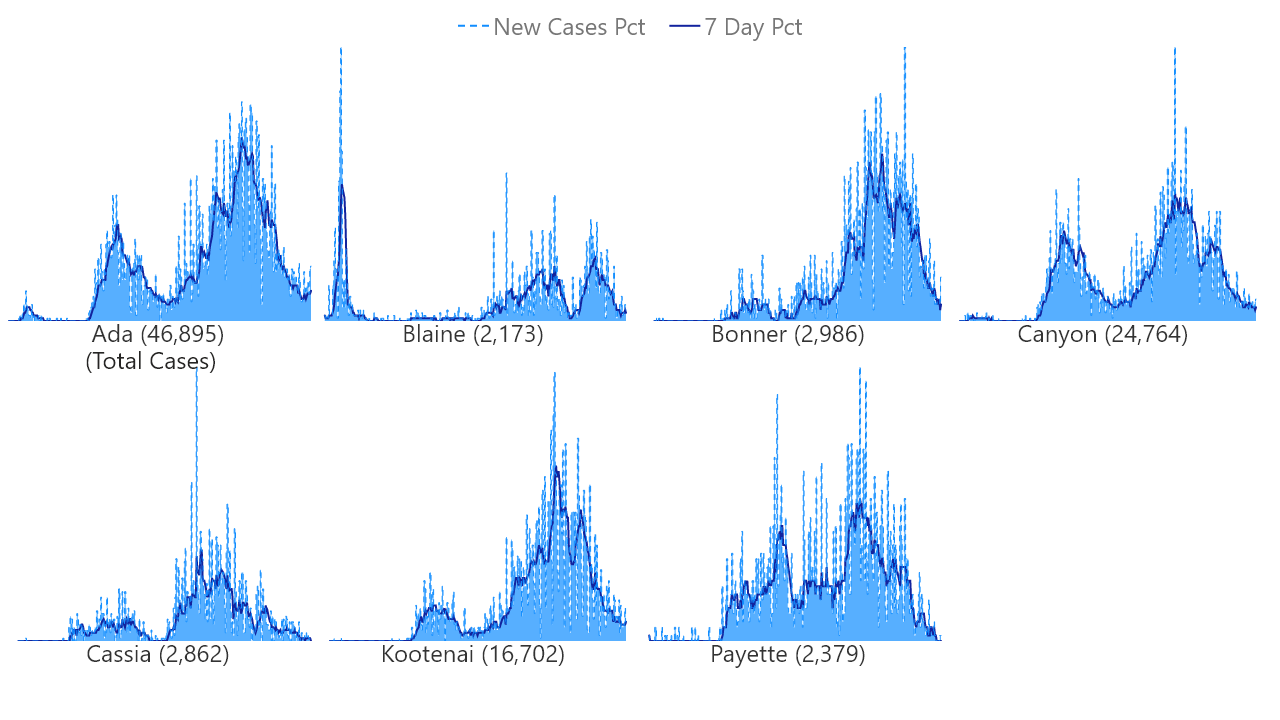 New Cases Pct 7 Day Pct
Ada (46,895) Blaine (2,173) Bonner (2,986) Canyon (24,764)
(Total Cases)
Cassia (2,862) Kootenai (16,702) Payette (2,379)